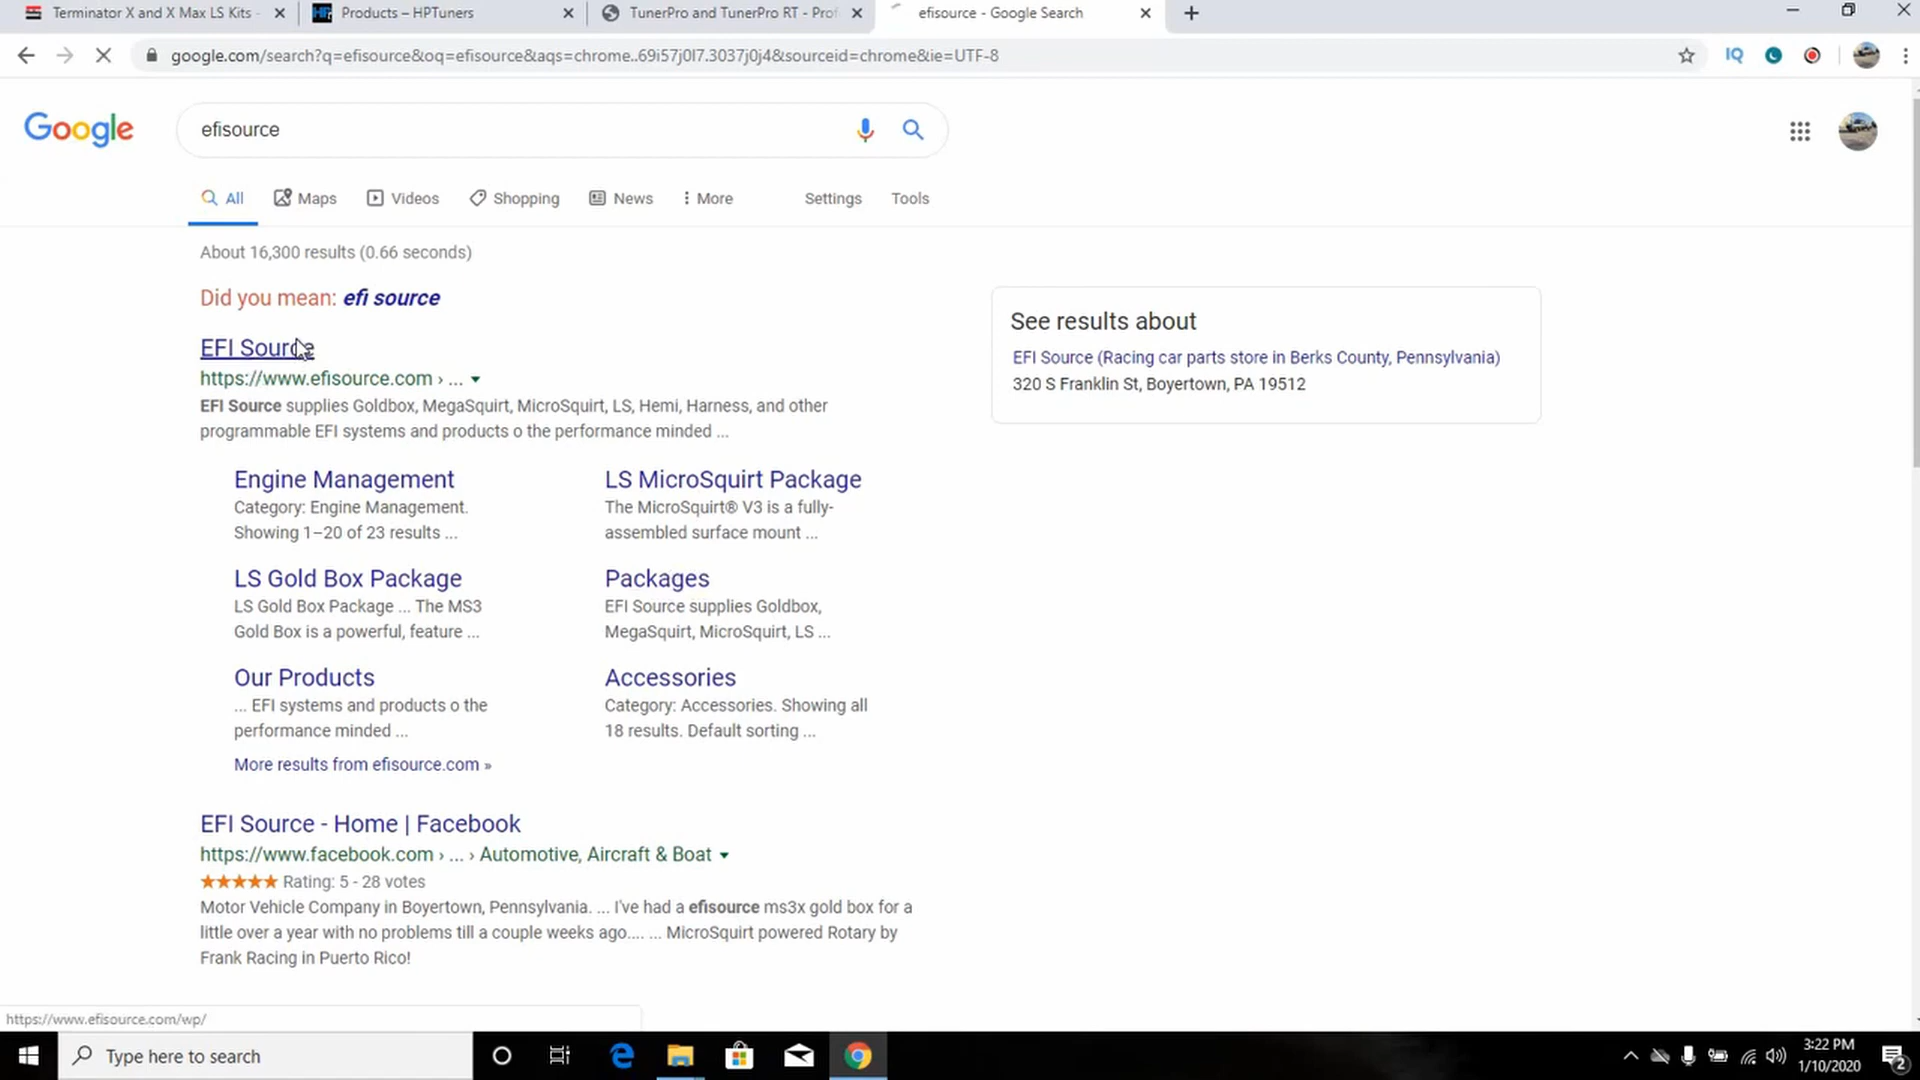 Terminator X and X Max LS Kits -
Products – HPTuners
TunerPro and TunerPro RT - Prof
efisource - Google Search
google.com/search?q=efisource&oq=efisource&aqs=chrome..69i57j0l7.3037j0j4&sourceid=chrome&ie=UTF-8
IQ
Google
efisource
All
Maps
Videos
Shopping
News
More
Settings
Tools
About 16,300 results (0.66 seconds)
Did you mean: efi source
EFI Source
https://www.efisource.com › ...
EFI Source supplies Goldbox, MegaSquirt, MicroSquirt, LS, Hemi, Harness, and other
programmable EFI systems and products o the performance minded ...
Engine Management
Category: Engine Management.
Showing 1–20 of 23 results ...
LS MicroSquirt Package
The MicroSquirt® V3 is a fully-
assembled surface mount ...
LS Gold Box Package
LS Gold Box Package ... The MS3
Gold Box is a powerful, feature ...
Packages
EFI Source supplies Goldbox,
MegaSquirt, MicroSquirt, LS ...
Our Products
... EFI systems and products o the
performance minded ...
Accessories
Category: Accessories. Showing all
18 results. Default sorting ...
More results from efisource.com »
EFI Source - Home | Facebook
https://www.facebook.com › ... › Automotive, Aircraft & Boat
Rating: 5 - 28 votes
Motor Vehicle Company in Boyertown, Pennsylvania. ... I've had a efisource ms3x gold box for a
little over a year with no problems till a couple weeks ago.... ... MicroSquirt powered Rotary by
Frank Racing in Puerto Rico!
See results about
EFI Source (Racing car parts store in Berks County, Pennsylvania)
320 S Franklin St, Boyertown, PA 19512
https://www.efisource.com/wp/
Type here to search
3:22 PM
1/10/2020
2